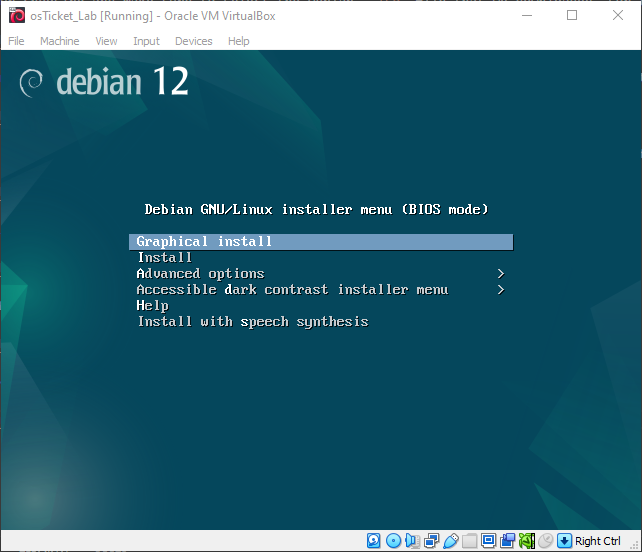 osTicket_Lab [Running] - Oracle VM VirtualBox
File Machine View Input Devices Help
debian 12
Debian GNU/Linux installer menu (BIOS mode)
Graphical install
Install
Advanced options >
Accessible dark contrast installer menu >
Help
Install with speech synthesis
Right Ctrl